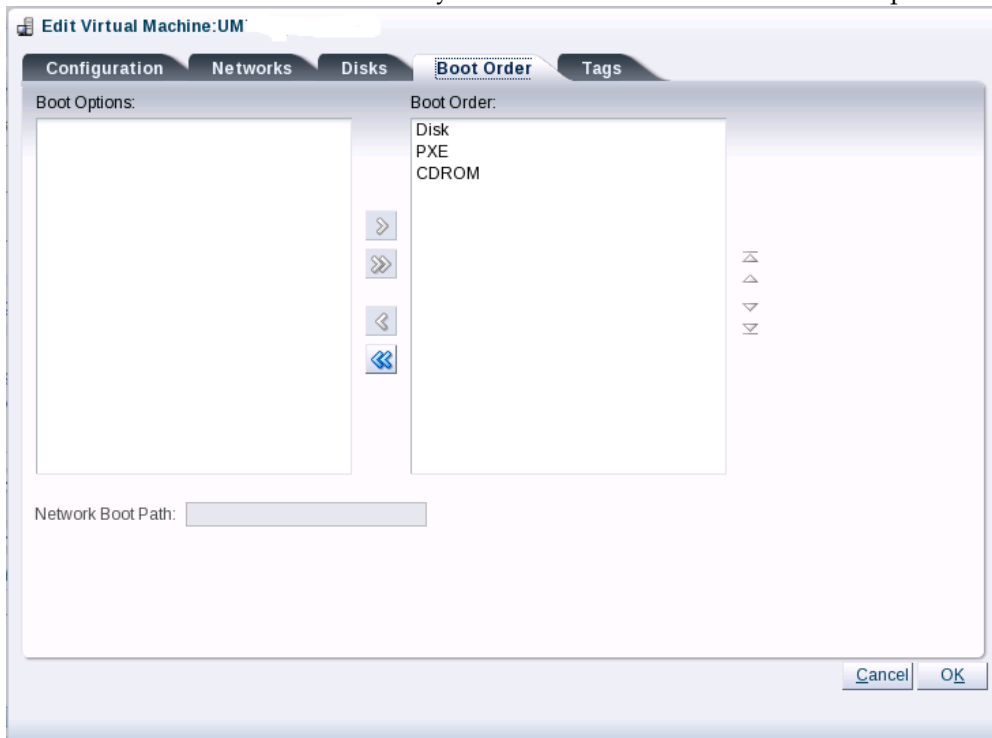 Edit Virtual Machine:UM
Configuration Networks Disks Boot Order Tags
Boot Options: Boot Order:
Disk
PXE
CDROM
Network Boot Path:
Cancel OK